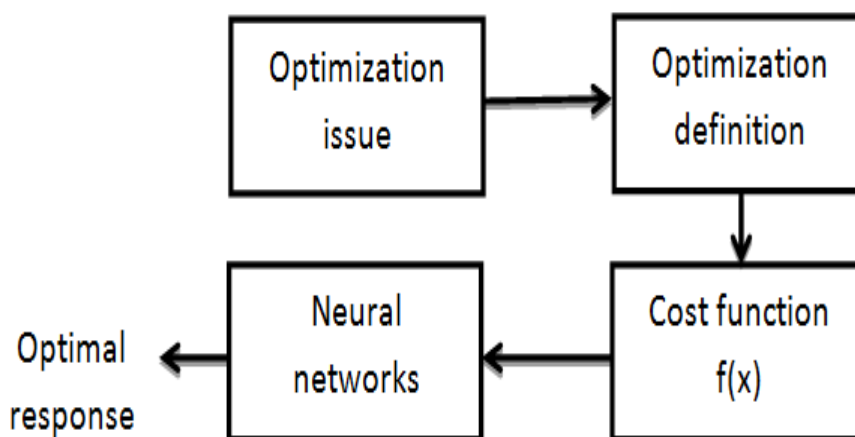 Optimization
issue
Optimization
definition
Cost function
f(x)
Neural
networks
Optimal
response